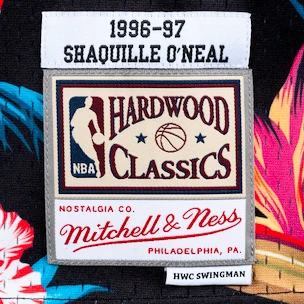 1996-97
SHAQUILLE O'NEAL
HARDWOOD
NBA
CLASSICS
NOSTALGIA CO.
Mitchell & Ness
PHILADELPHIA, PA.
HWC SWINGMAN